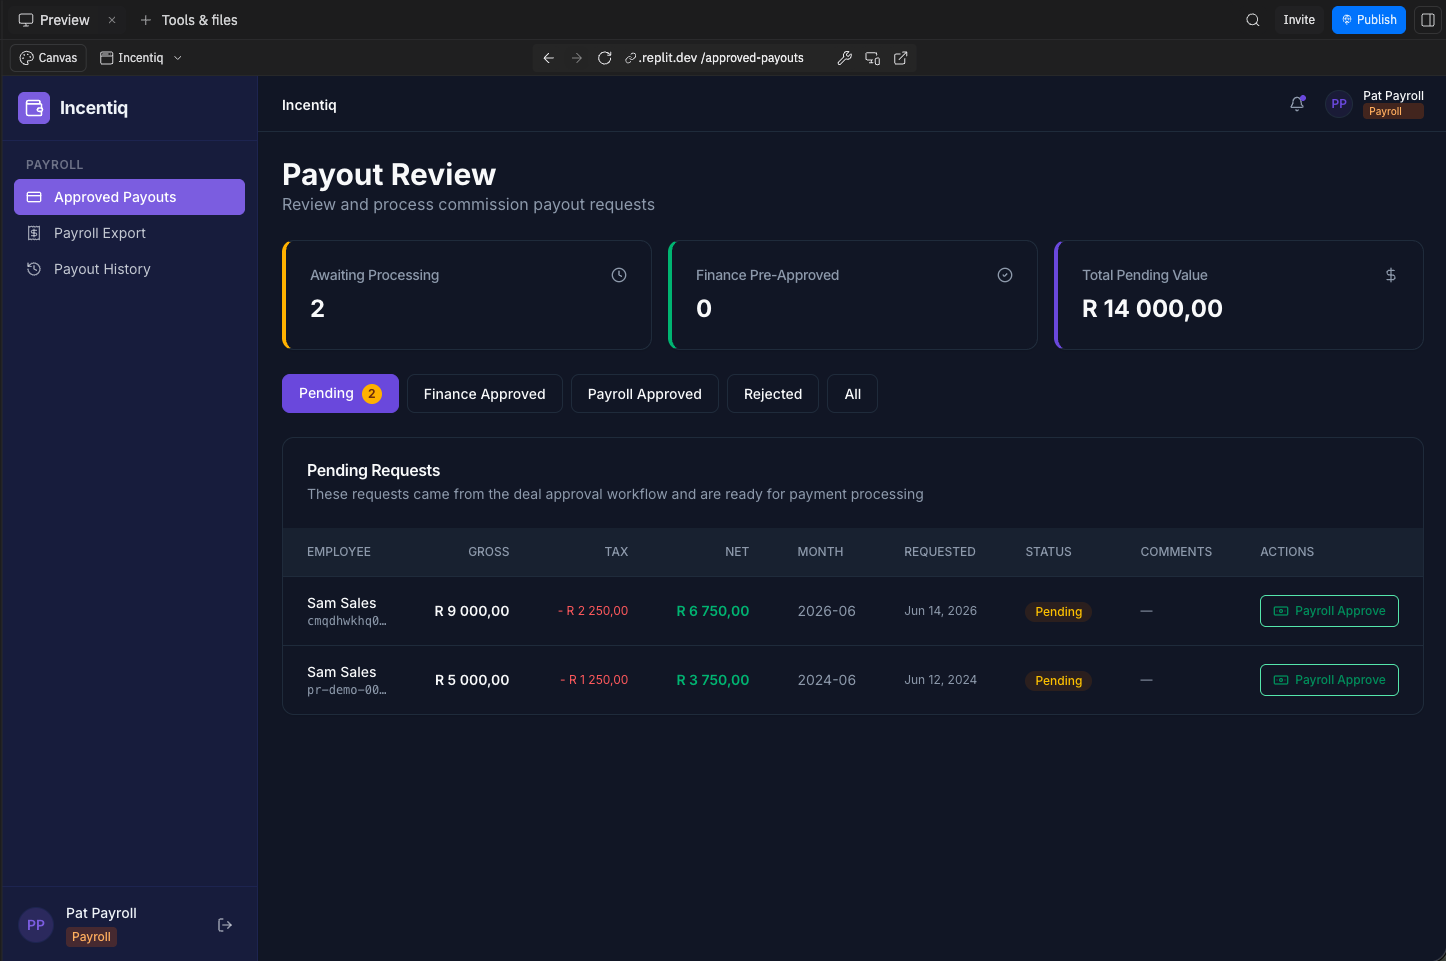 Preview
Tools & files
Invite
Publish
Canvas
Incentiq
.replit.dev /approved-payouts
Incentiq
Incentiq
PP
Pat Payroll
Payroll
PAYROLL
Approved Payouts
Payroll Export
Payout History
Payout Review
Review and process commission payout requests
Awaiting Processing
2
Finance Pre-Approved
0
Total Pending Value
R 14 000,00
Pending 2
Finance Approved
Payroll Approved
Rejected
All
Pending Requests
These requests came from the deal approval workflow and are ready for payment processing
EMPLOYEE GROSS TAX NET MONTH REQUESTED STATUS COMMENTS ACTIONS
Sam Sales
cmqdhwkhq0…
R 9 000,00 - R 2 250,00 R 6 750,00 2026-06 Jun 14, 2026 Pending — Payroll Approve
Sam Sales
pr-demo-00…
R 5 000,00 - R 1 250,00 R 3 750,00 2024-06 Jun 12, 2024 Pending — Payroll Approve
PP
Pat Payroll
Payroll